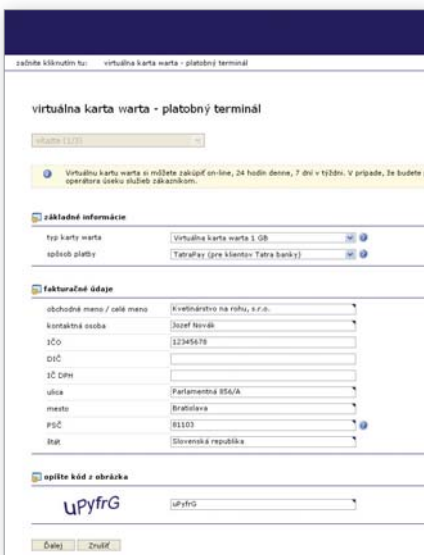 začnite kliknutím tu: virtuálna karta warta - platobný terminál
virtuálna karta warta - platobný terminál
vitajte (1/3)
Virtuálnu kartu warta si môžete zakúpiť on-line, 24 hodín denne, 7 dní v týždni. V prípade, že budete
operátora úseku služieb zákazníkom.
základné informácie
typ karty warta Virtuálna karta warta 1 GB
spôsob platby TatraPay (pre klientov Tatra banky)
fakturačné údaje
obchodné meno / celé meno Kvetinárstvo na rohu, s.r.o.
kontaktná osoba Jozef Novák
IČO 12345678
DIČ
IČ DPH
ulica Parlamentná 856/A
mesto Bratislava
PSČ 81103
štát Slovenská republika
opíšte kód z obrázka
uPyfrG uPyfrG
Ďalej Zrušiť